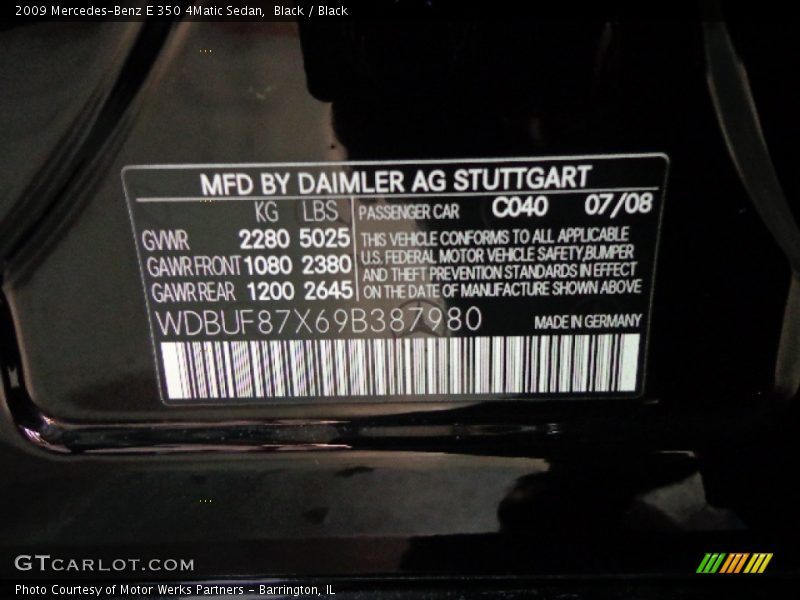 2009 Mercedes-Benz E 350 4Matic Sedan,  Black / Black
MFD BY DAIMLER AG STUTTGART
KG LBS PASSENGER CAR C040 07/08
GVWR 2280 5025 THIS VEHICLE CONFORMS TO ALL APPLICABLE
GAWR FRONT 1080 2380 U.S. FEDERAL MOTOR VEHICLE SAFETY,BUMPER
AND THEFT PREVENTION STANDARDS IN EFFECT
GAWR REAR 1200 2645 ON THE DATE OF MANUFACTURE SHOWN ABOVE
WDBUF87X69B387980 MADE IN GERMANY
GTCARLOT.COM
Photo Courtesy of Motor Werks Partners - Barrington, IL